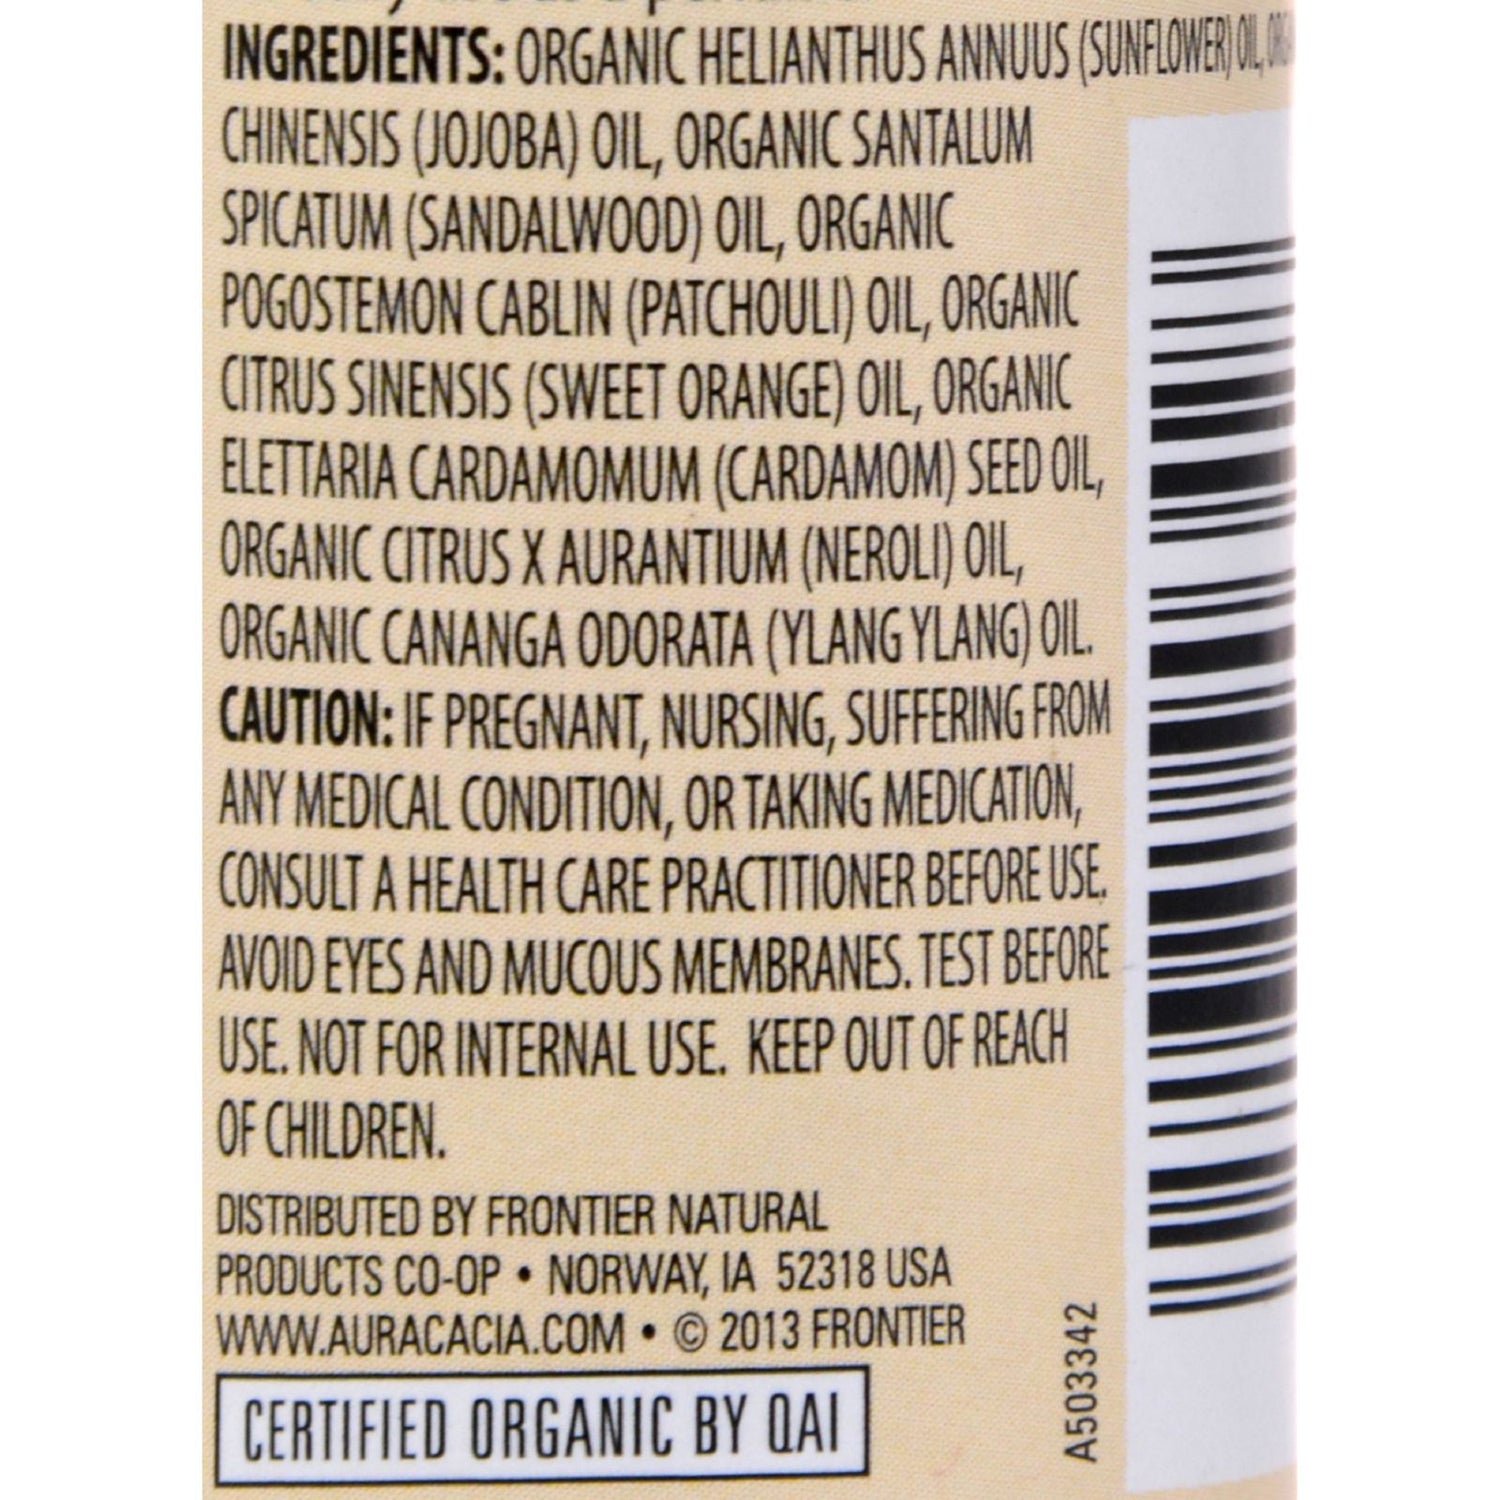 INGREDIENTS: ORGANIC HELIANTHUS ANNUUS (SUNFLOWER) OIL,
CHINENSIS (JOJOBA) OIL, ORGANIC SANTALUM
SPICATUM (SANDALWOOD) OIL, ORGANIC
POGOSTEMON CABLIN (PATCHOULI) OIL, ORGANIC
CITRUS SINENSIS (SWEET ORANGE) OIL, ORGANIC
ELETTARIA CARDAMOMUM (CARDAMOM) SEED OIL,
ORGANIC CITRUS X AURANTIUM (NEROLI) OIL,
ORGANIC CANANGA ODORATA (YLANG YLANG) OIL.
CAUTION: IF PREGNANT, NURSING, SUFFERING FROM
ANY MEDICAL CONDITION, OR TAKING MEDICATION,
CONSULT A HEALTH CARE PRACTITIONER BEFORE USE.
AVOID EYES AND MUCOUS MEMBRANES. TEST BEFORE
USE. NOT FOR INTERNAL USE. KEEP OUT OF REACH
OF CHILDREN.
DISTRIBUTED BY FRONTIER NATURAL
PRODUCTS CO-OP • NORWAY, IA 52318 USA
WWW.AURACACIA.COM • © 2013 FRONTIER
CERTIFIED ORGANIC BY QAI
A503342